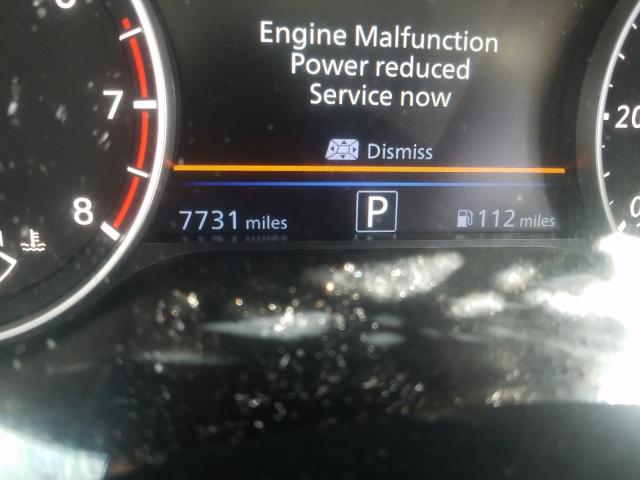 Engine Malfunction
Power reduced
Service now
Dismiss
7
8
7731 miles
P
112 miles
20
0